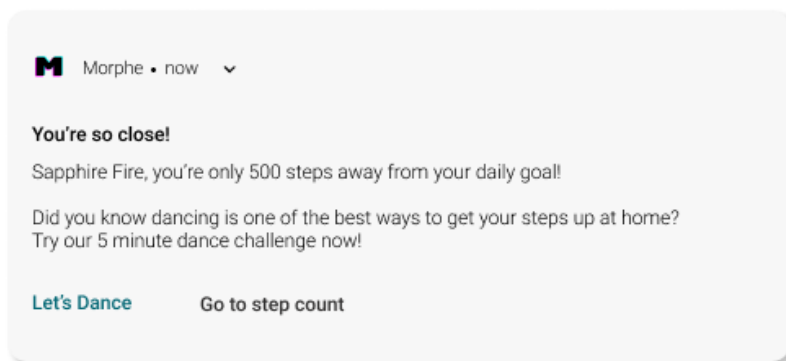 M Morphe • now
You're so close!
Sapphire Fire, you're only 500 steps away from your daily goal!
Did you know dancing is one of the best ways to get your steps up at home?
Try our 5 minute dance challenge now!
Let's Dance Go to step count